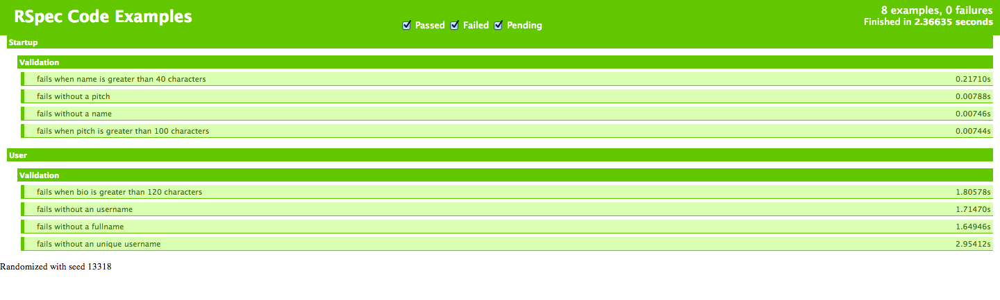 RSpec Code Examples
Passed Failed Pending
8 examples, 0 failures
Finished in 2.36635 seconds
Startup
Validation
fails when name is greater than 40 characters 0.21710s
fails without a pitch 0.00788s
fails without a name 0.00746s
fails when pitch is greater than 100 characters 0.00744s
User
Validation
fails when bio is greater than 120 characters 1.80578s
fails without an username 1.71470s
fails without a fullname 1.64946s
fails without an unique username 2.95412s
Randomized with seed 13318